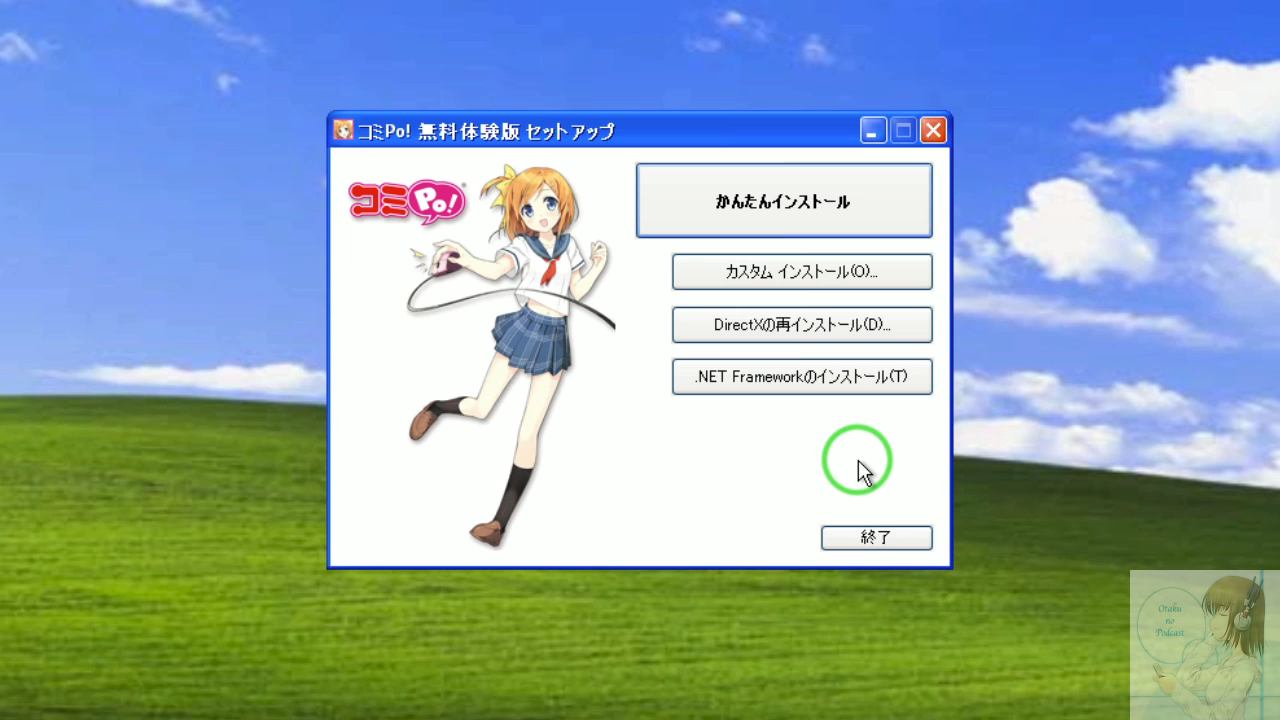 コミPo! 無料体験版 セットアップ
コミPo!
かんたんインストール
カスタム インストール(O)...
DirectXの再インストール(D)...
.NET Frameworkのインストール(T)
終了
Otaku
no
Podcast